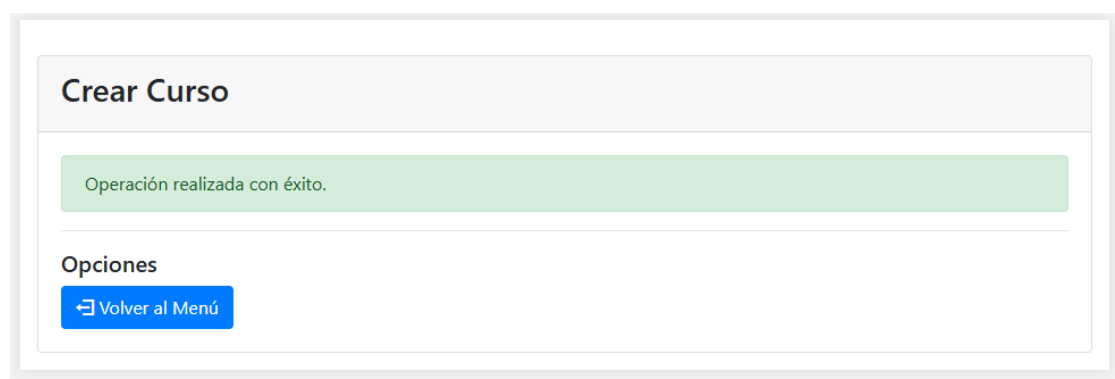 Crear Curso
Operación realizada con éxito.
Opciones
Volver al Menú